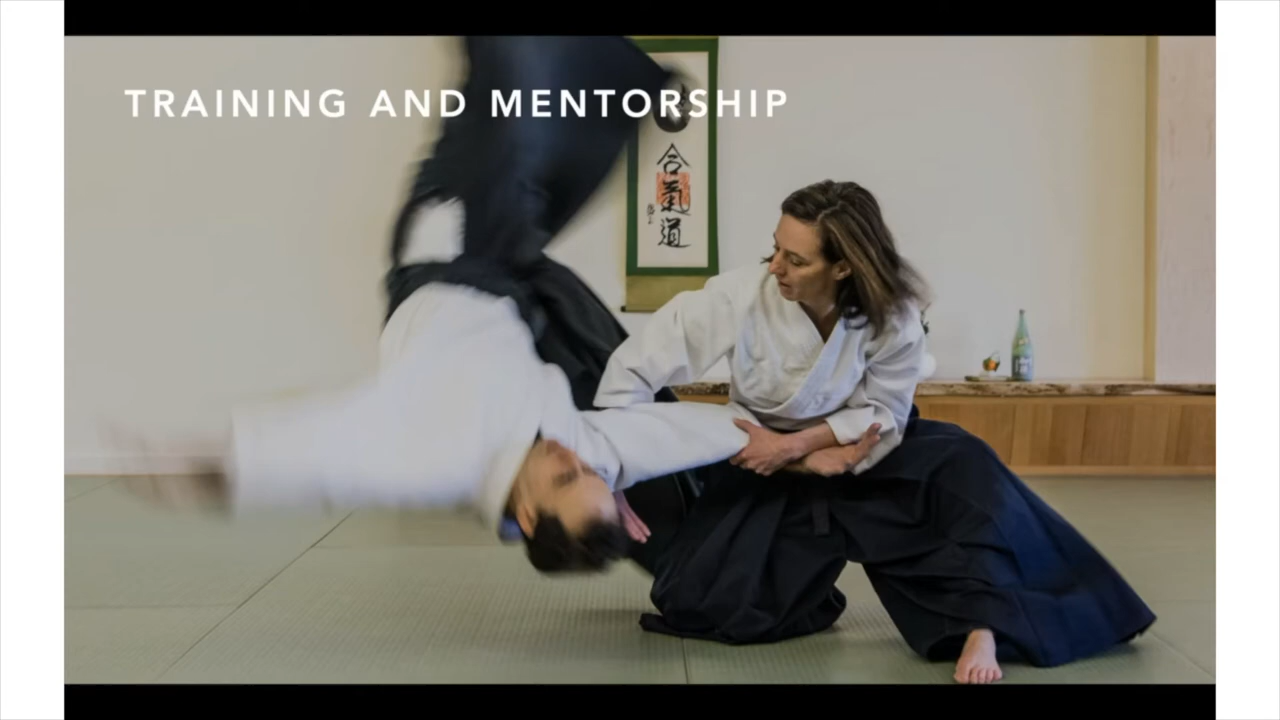 TRAINING AND MENTORSHIP
合
氣
道